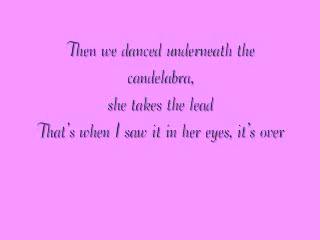 Then we danced underneath the
candelabra,
she takes the lead
That's when I saw it in her eyes, it's over